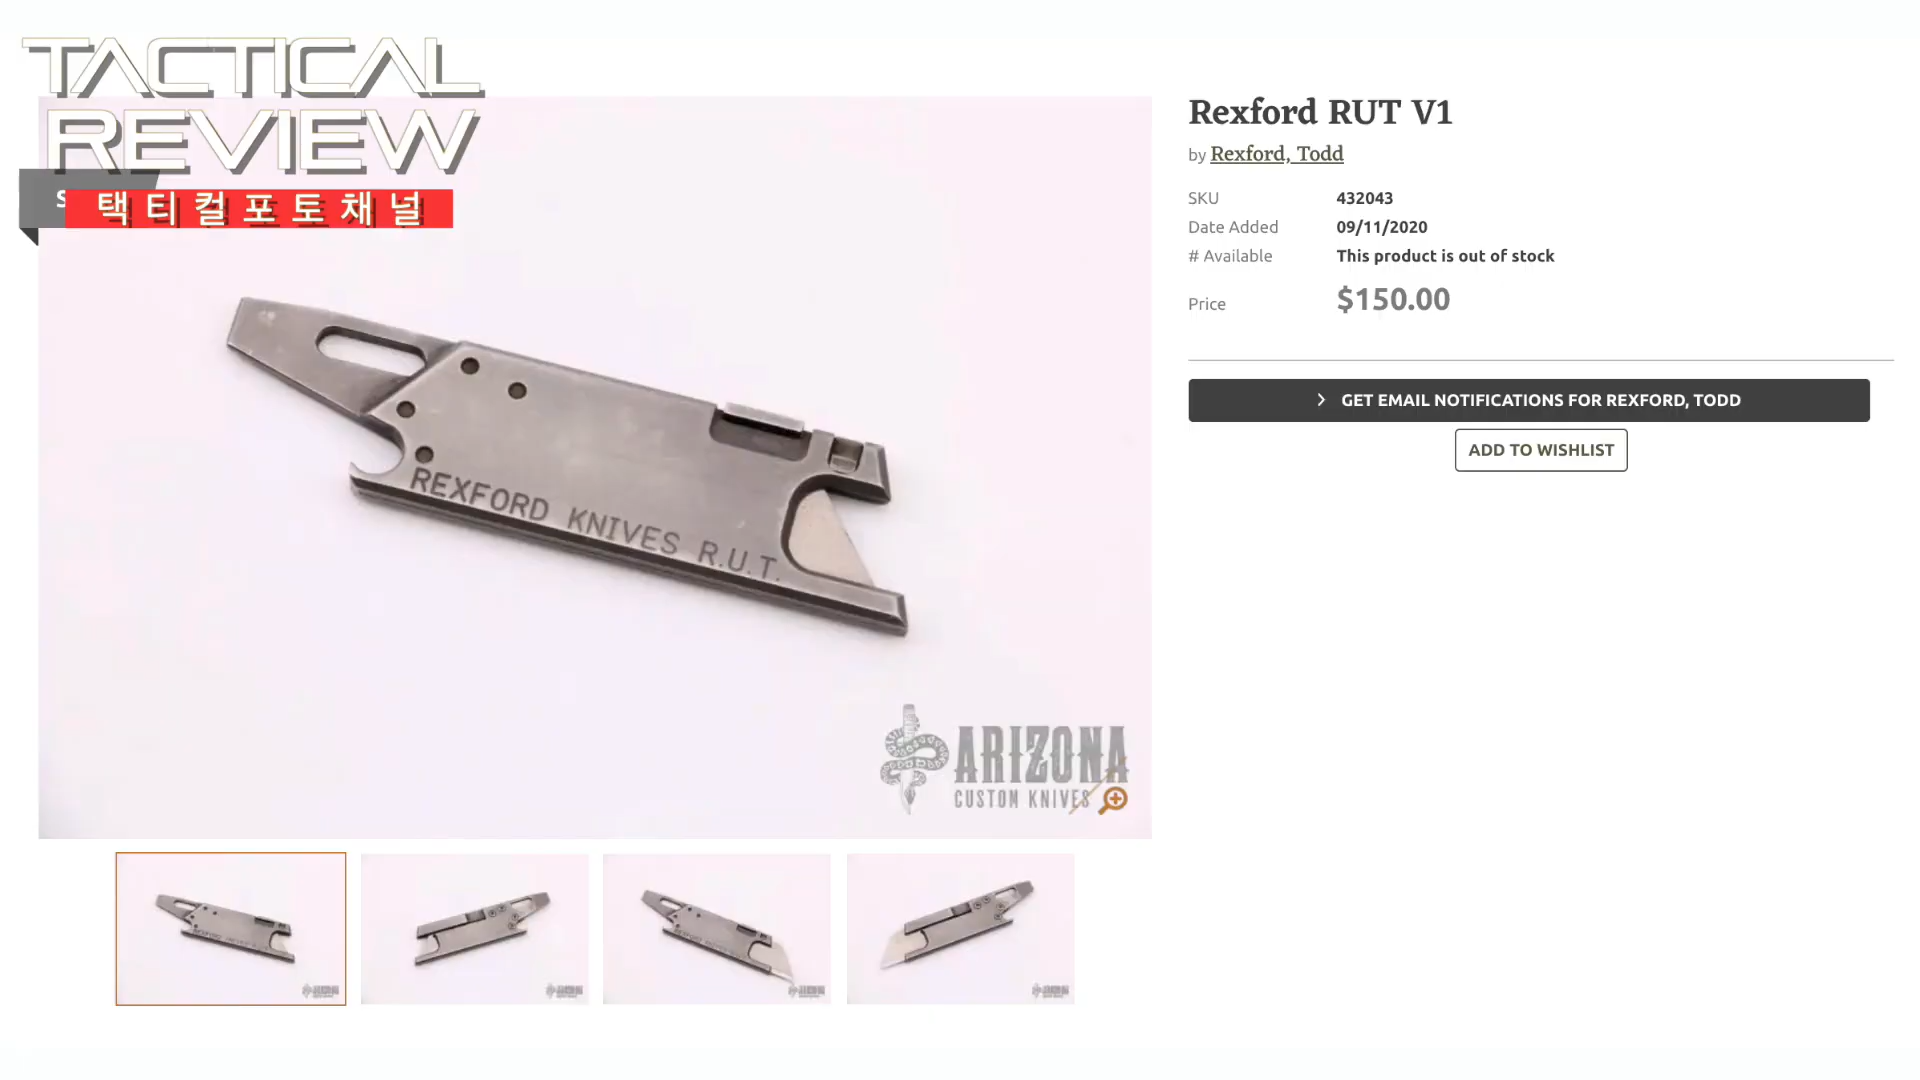 TACTICAL
REVIEW
S
택티컬포토채널
REXFORD KNIVES R.U.T.
ARIZONA
CUSTOM KNIVES
Rexford RUT V1
by Rexford, Todd
SKU 432043
Date Added 09/11/2020
# Available This product is out of stock
Price $150.00
GET EMAIL NOTIFICATIONS FOR REXFORD, TODD
ADD TO WISHLIST